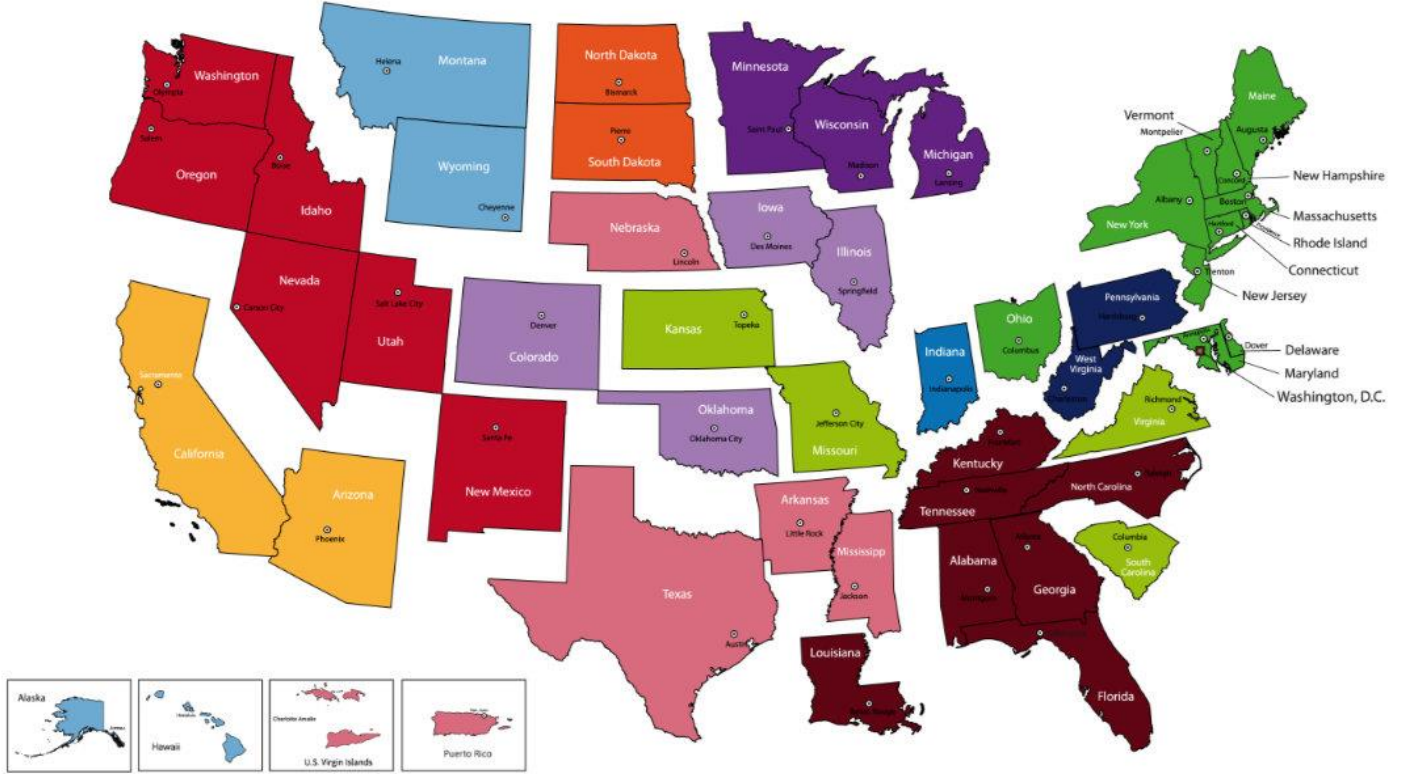 Washington
Olympia
Salem
Oregon
Boise
Idaho
Helena
Montana
Wyoming
Cheyenne
North Dakota
Bismarck
Pierre
South Dakota
Minnesota
Saint Paul
Wisconsin
Madison
Michigan
Lansing
Nebraska
Lincoln
Iowa
Des Moines
Illinois
Springfield
Nevada
Carson City
Salt Lake City
Utah
Denver
Colorado
Kansas
Topeka
Sacramento
California
Arizona
Phoenix
Santa Fe
New Mexico
Oklahoma
Oklahoma City
Jefferson City
Missouri
Texas
Austin
Arkansas
Little Rock
Mississipp
Jackson
Louisiana
Indiana
Indianapolis
Ohio
Columbus
Pennsylvania
Harrisburg
West
Virginia
Charleston
Richmond
Virginia
Kentucky
Frankfort
Tennessee
Nashville
North Carolina
Raleigh
Columbia
South
Carolina
Alabama
Georgia
Atlanta
Florida
Maine
Augusta
Vermont
Montpelier
Concord
New Hampshire
Albany
Boston
Massachusetts
New York
Hartford
Providence
Rhode Island
Connecticut
Trenton
New Jersey
Annapolis
Dover
Delaware
Maryland
Washington, D.C.
Alaska
Hawaii
Charlotte Amalie
U.S. Virgin Islands
Puerto Rico